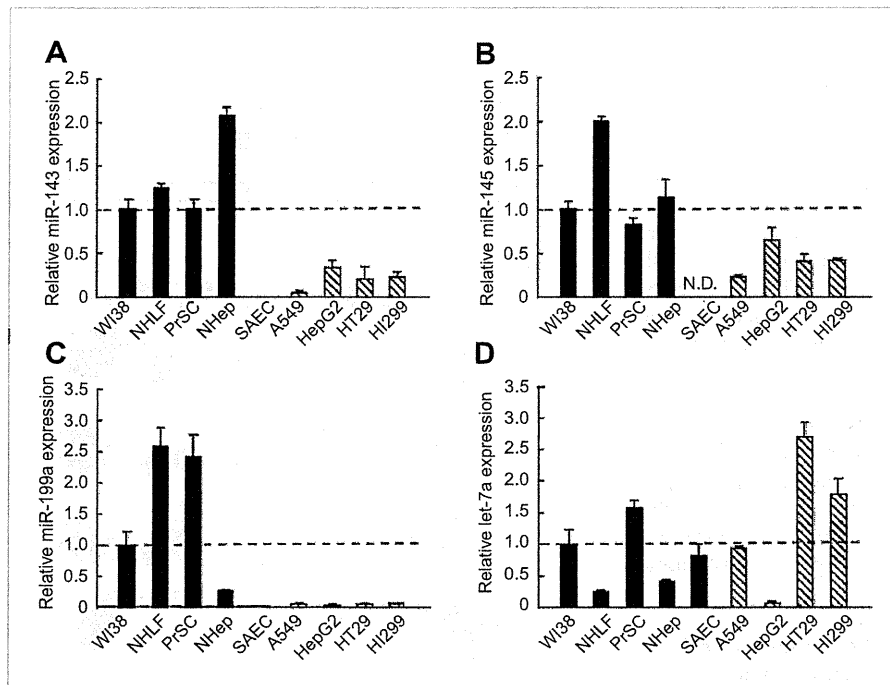 A
Relative miR-143 expression
2.5
2.0
1.5
1.0
0.5
0
WI38 NHLF PrSC NHep SAEC A549 HepG2 HT29 HI299
B
Relative miR-145 expression
2.5
2.0
1.5
1.0
0.5
0
N.D.
WI38 NHLF PrSC NHep SAEC A549 HepG2 HT29 HI299
C
Relative miR-199a expression
3.5
3.0
2.5
2.0
1.5
1.0
0.5
0
WI38 NHLF PrSC NHep SAEC A549 HepG2 HT29 HI299
D
Relative let-7a expression
3.5
3.0
2.5
2.0
1.5
1.0
0.5
0
WI38 NHLF PrSC NHep SAEC A549 HepG2 HT29 HI299